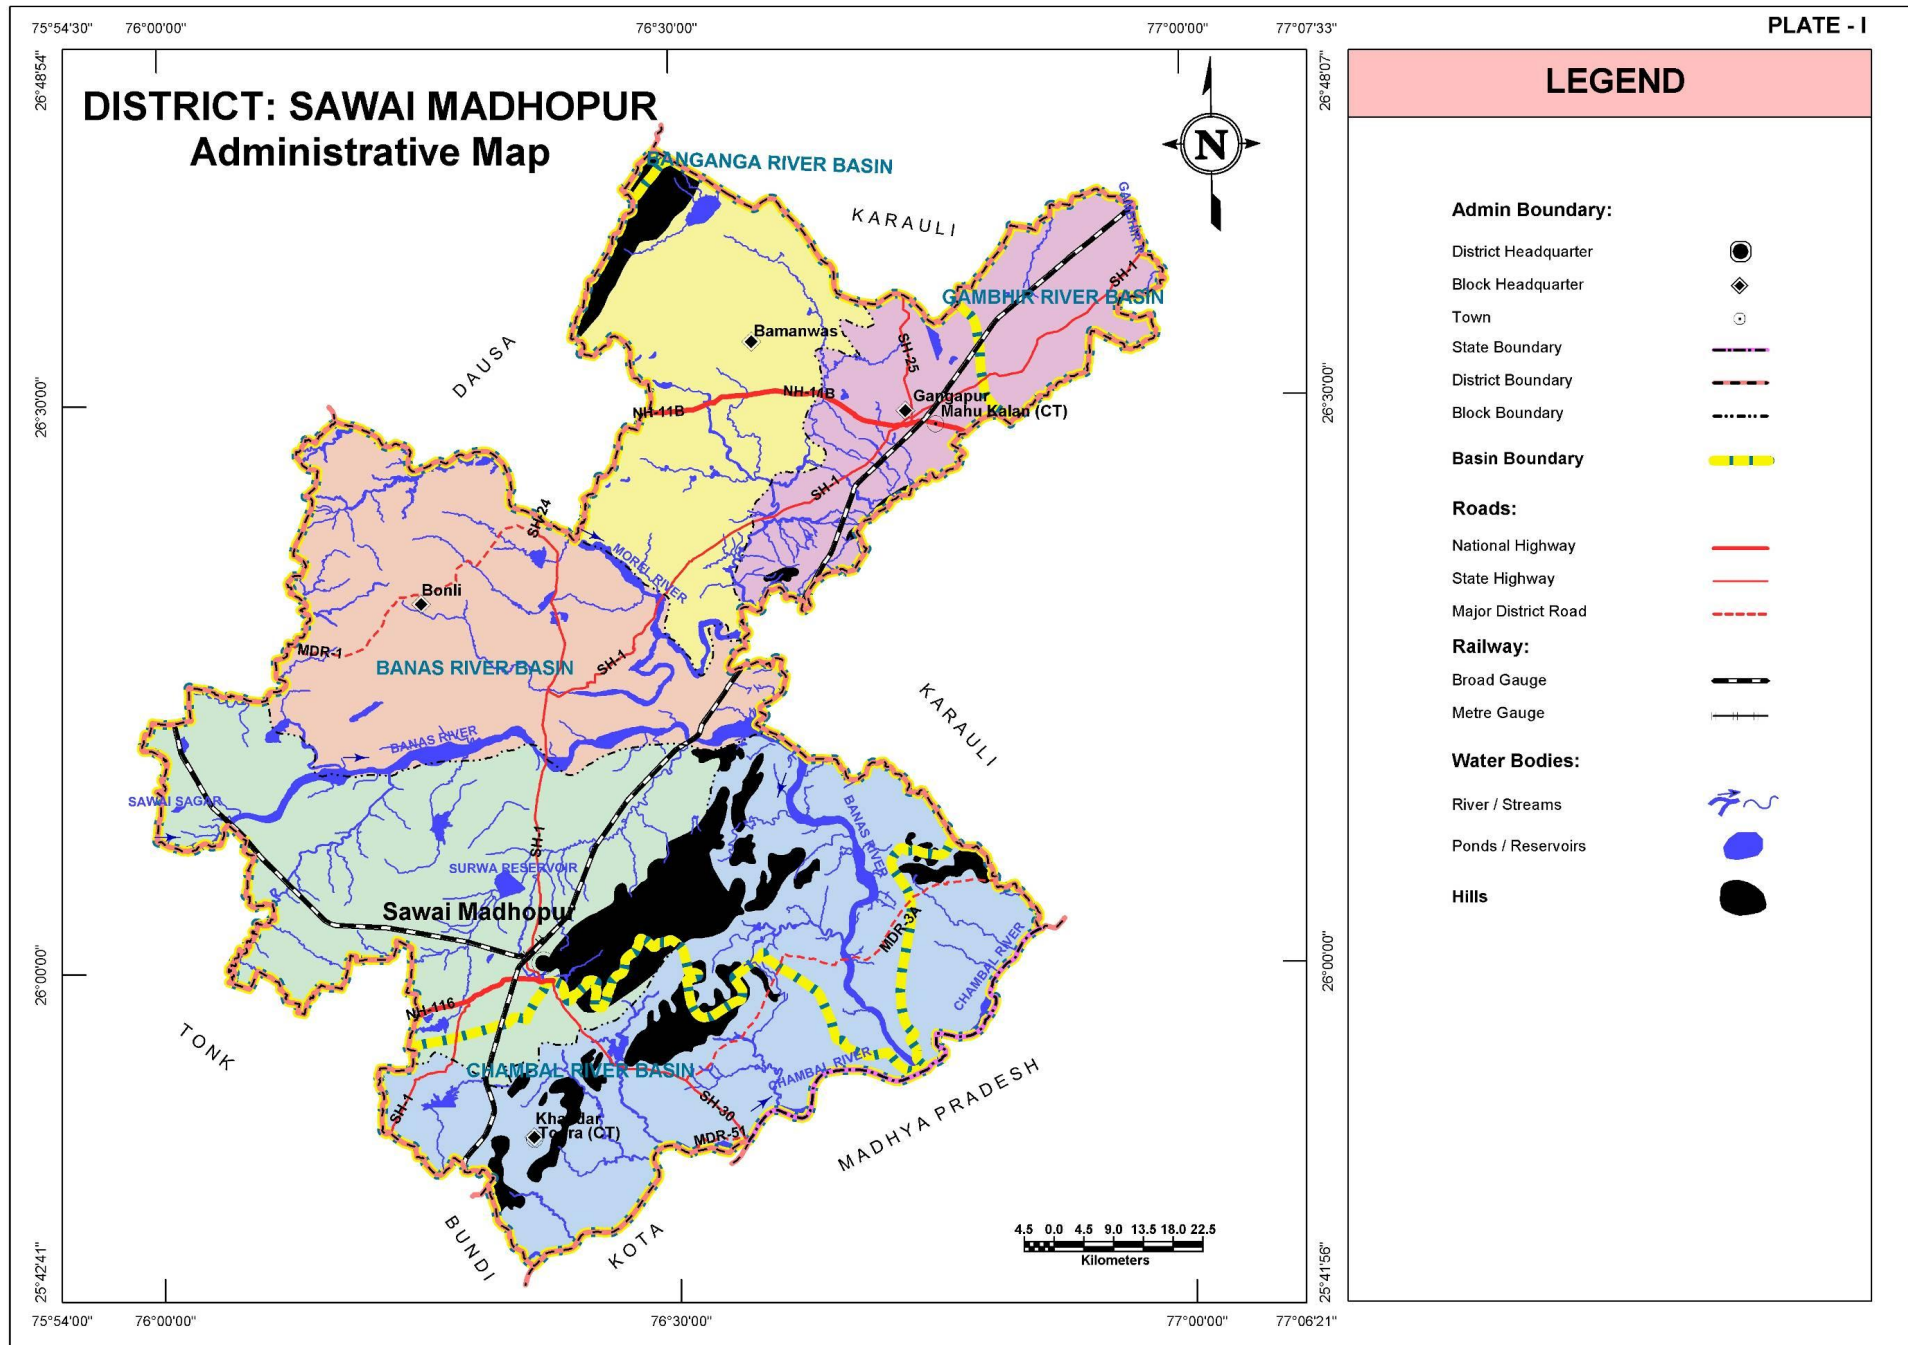 PLATE - I
75°54'30"
76°00'00"
76°30'00"
77°00'00"
77°07'33"
26°48'54"
26°48'07"
DISTRICT: SAWAI MADHOPUR
Administrative Map
N
BANGANGA RIVER BASIN
KARAULI
GAMBHIR R
SH-1
GAMBHIR RIVER BASIN
Bamanwas
SH-25
DAUSA
NH-11B
NH-11B
Gangapur
Mahu Kalan (CT)
26°30'00"
26°30'00"
SH-1
SH-24
MOREL RIVER
Bonli
MDR-1
BANAS RIVER BASIN
SH-1
KARAULI
BANAS RIVER
SAWAI SAGAR
BANAS RIVER
SH-1
SURWA RESERVOIR
Sawai Madhopur
MDR-3A
CHAMBAL RIVER
26°00'00"
26°00'00"
NH-116
TONK
CHAMBAL RIVER BASIN
CHAMBAL RIVER
SH-1
SH-30
MADHYA PRADESH
Khandar
Todra (CT)
MDR-51
BUNDI
KOTA
4.5 0.0 4.5 9.0 13.5 18.0 22.5
Kilometers
25°42'41"
25°41'56"
75°54'00"
76°00'00"
76°30'00"
77°00'00"
77°06'21"
LEGEND
Admin Boundary:
District Headquarter
Block Headquarter
Town
State Boundary
District Boundary
Block Boundary
Basin Boundary
Roads:
National Highway
State Highway
Major District Road
Railway:
Broad Gauge
Metre Gauge
Water Bodies:
River / Streams
Ponds / Reservoirs
Hills